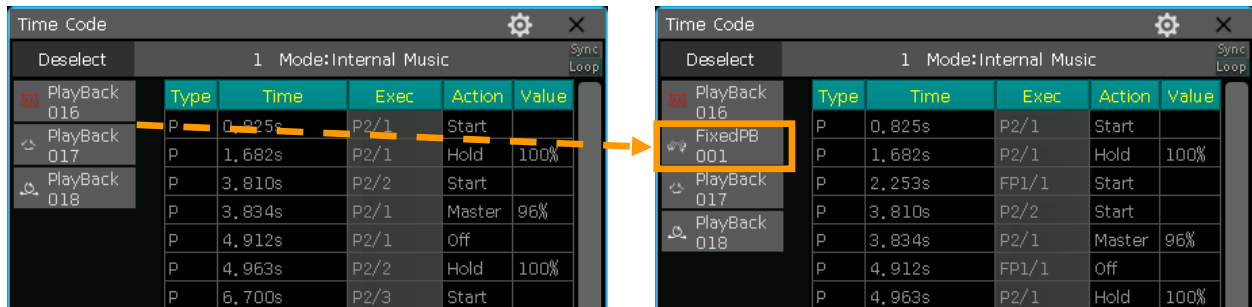 Time Code
Deselect 1 Mode:Internal Music Sync Loop
PlayBack 016
PlayBack 017
PlayBack 018
Type Time Exec Action Value
P 0.825s P2/1 Start
P 1.682s P2/1 Hold 100%
P 3.810s P2/2 Start
P 3.834s P2/1 Master 96%
P 4.912s P2/1 Off
P 4.963s P2/2 Hold 100%
P 6.700s P2/3 Start
Time Code
Deselect 1 Mode:Internal Music Sync Loop
PlayBack 016
FixedPB 001
PlayBack 017
PlayBack 018
Type Time Exec Action Value
P 0.825s P2/1 Start
P 1.682s P2/1 Hold 100%
P 2.253s FP1/1 Start
P 3.810s P2/2 Start
P 3.834s P2/1 Master 96%
P 4.912s FP1/1 Off
P 4.963s P2/1 Hold 100%